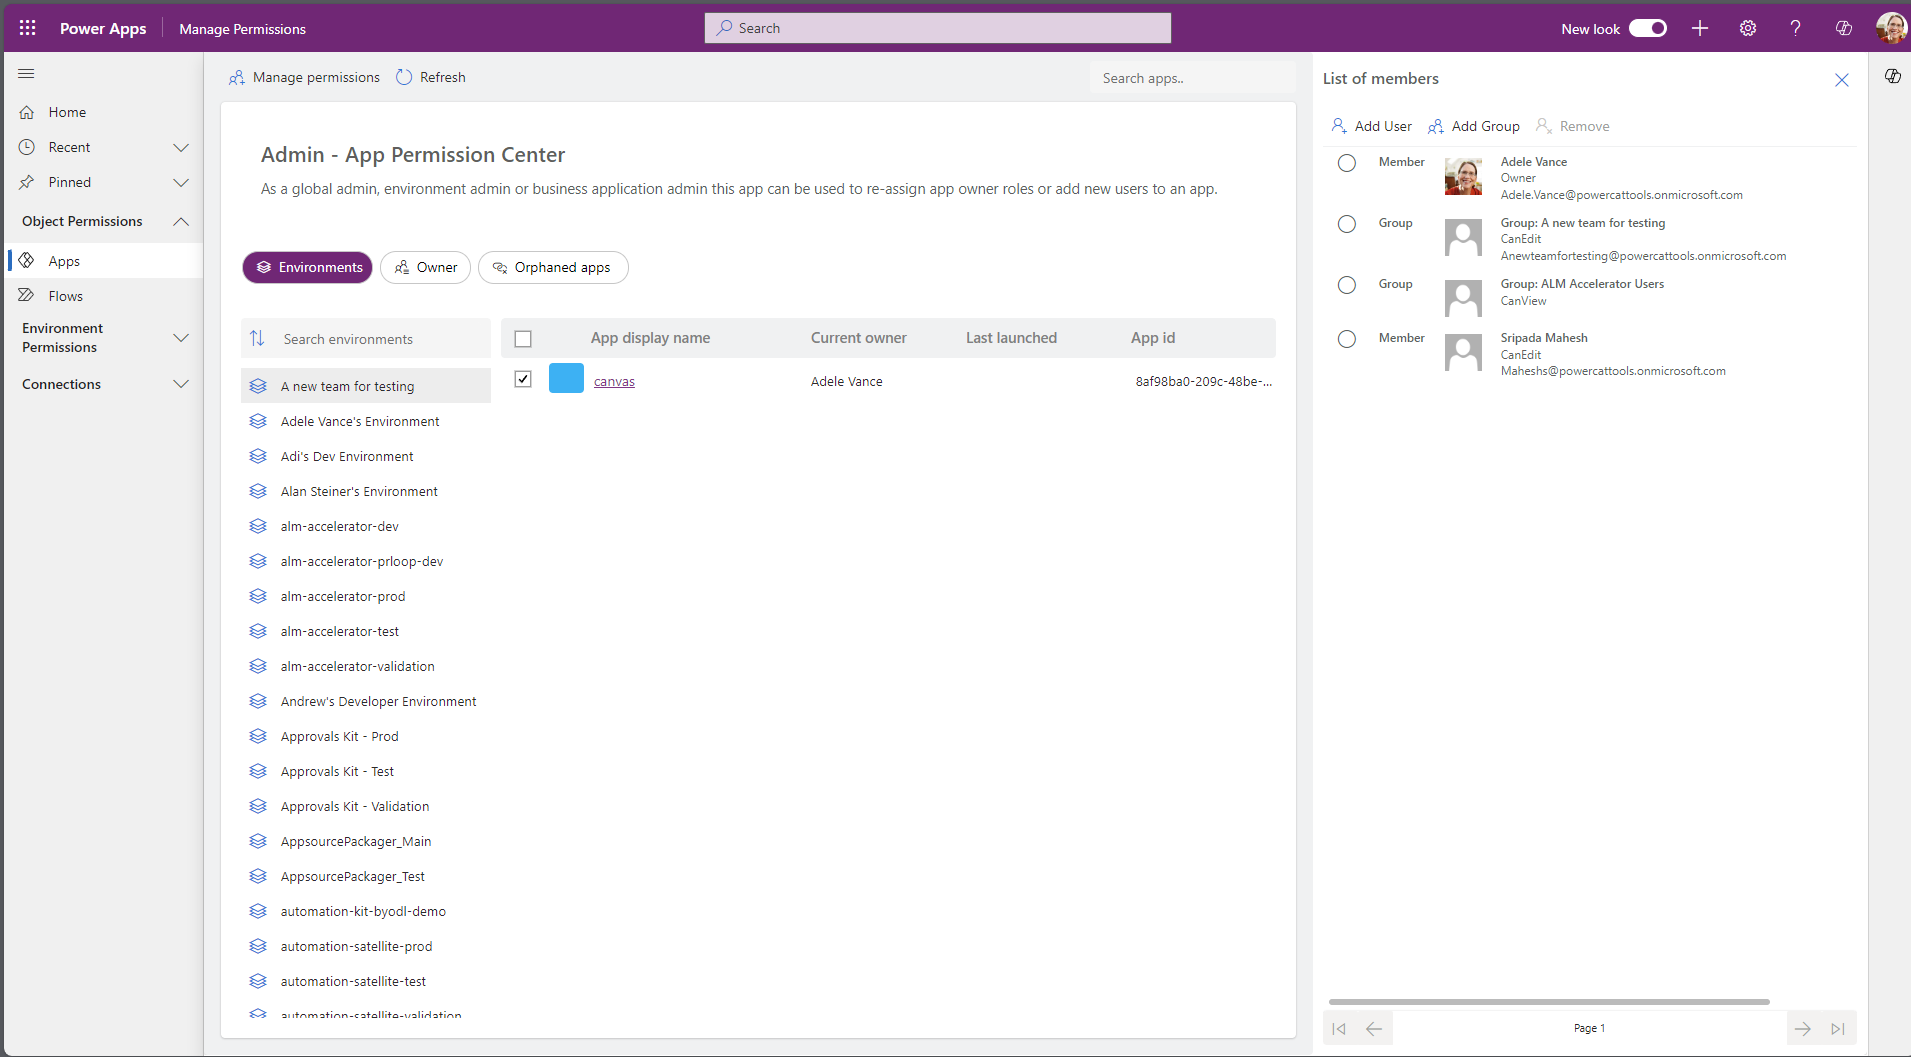 Power Apps
Manage Permissions
Search
New look
Home
Recent
Pinned
Object Permissions
Apps
Flows
Environment
Permissions
Connections
Manage permissions
Refresh
Search apps..
Admin - App Permission Center
As a global admin, environment admin or business application admin this app can be used to re-assign app owner roles or add new users to an app.
Environments
Owner
Orphaned apps
Search environments
A new team for testing
Adele Vance's Environment
Adi's Dev Environment
Alan Steiner's Environment
alm-accelerator-dev
alm-accelerator-prloop-dev
alm-accelerator-prod
alm-accelerator-test
alm-accelerator-validation
Andrew's Developer Environment
Approvals Kit - Prod
Approvals Kit - Test
Approvals Kit - Validation
AppsourcePackager_Main
AppsourcePackager_Test
automation-kit-byodl-demo
automation-satellite-prod
automation-satellite-test
automation-satellite-validation
App display name
Current owner
Last launched
App id
canvas
Adele Vance
8af98ba0-209c-48be-...
List of members
Add User
Add Group
Remove
Member
Adele Vance
Owner
Adele.Vance@powercattools.onmicrosoft.com
Group
Group: A new team for testing
CanEdit
Anewteamfortesting@powercattools.onmicrosoft.com
Group
Group: ALM Accelerator Users
CanView
Member
Sripada Mahesh
CanEdit
Maheshs@powercattools.onmicrosoft.com
Page 1